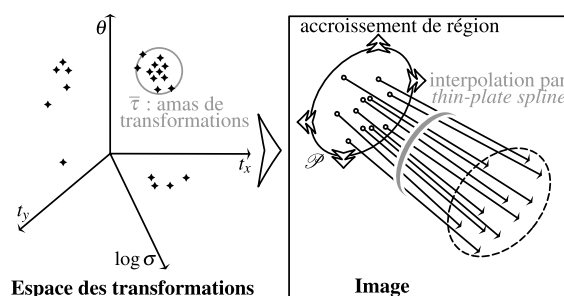 θ
τ̄ : amas de
transformations
t_x
t_y
log σ
Espace des transformations
accroissement de région
interpolation par
thin-plate spline
𝒫
Image